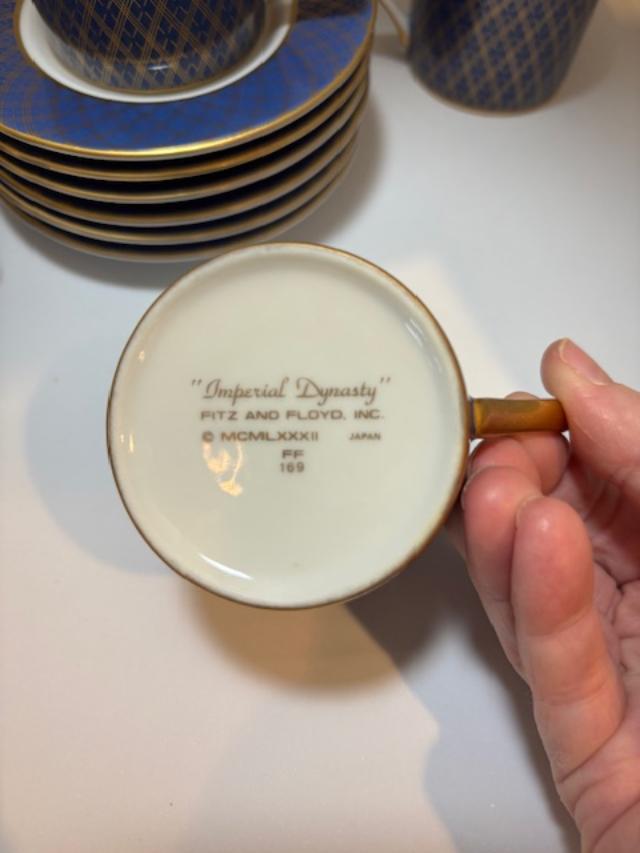 "Imperial Dynasty"
FITZ AND FLOYD, INC.
© MCMLXXXII JAPAN
FF
169